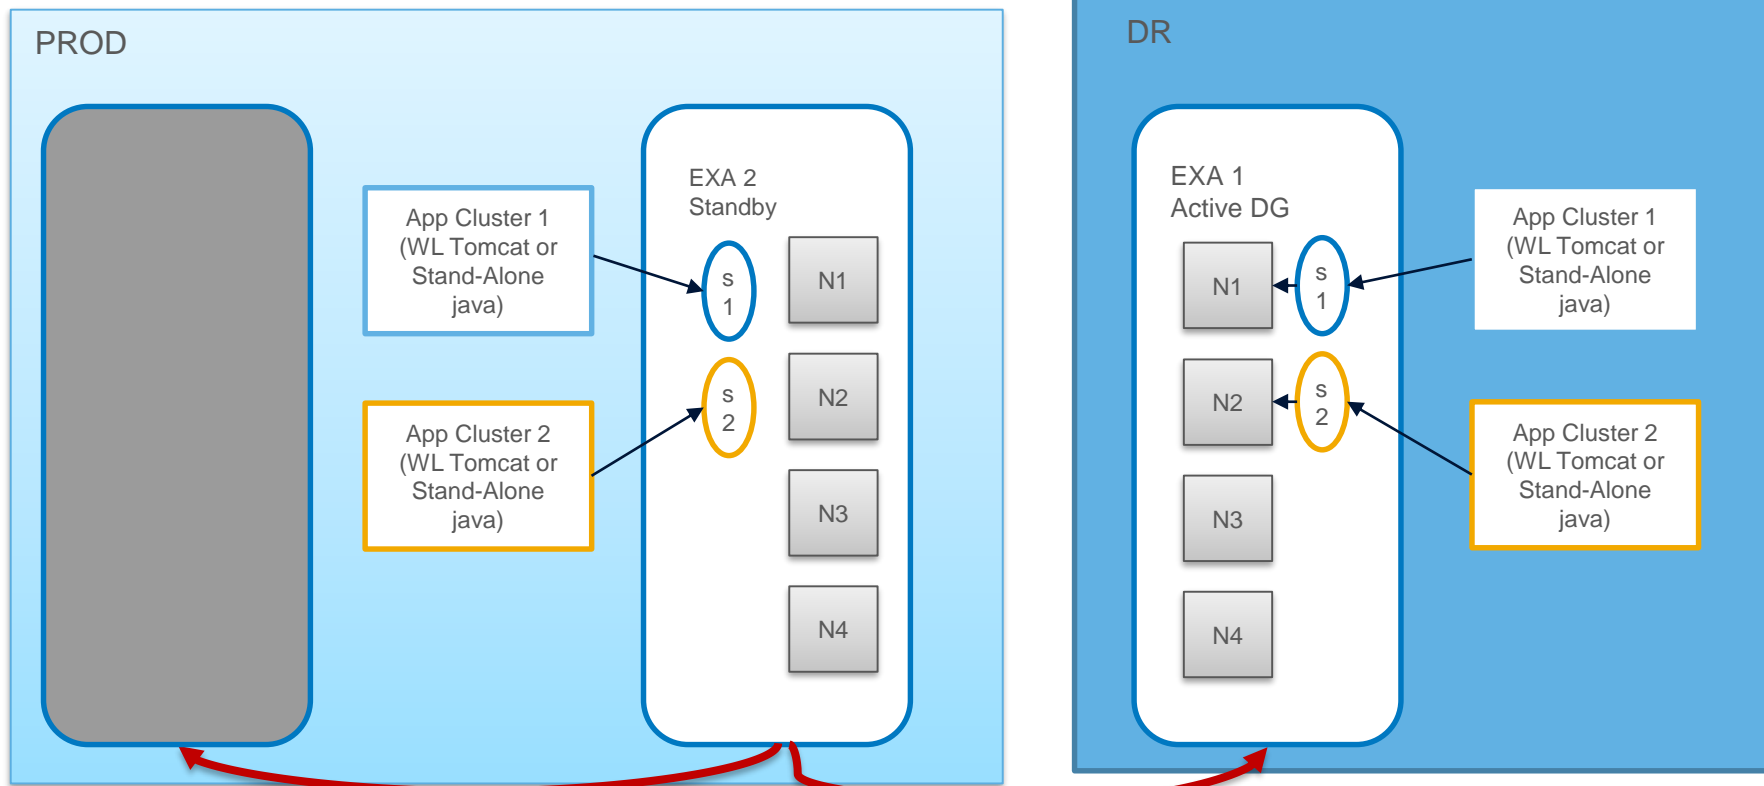 PROD
App Cluster 1
(WL Tomcat or
Stand-Alone
java)
App Cluster 2
(WL Tomcat or
Stand-Alone
java)
EXA 2
Standby
s
1
s
2
N1
N2
N3
N4
DR
EXA 1
Active DG
N1
N2
N3
N4
s
1
s
2
App Cluster 1
(WL Tomcat or
Stand-Alone
java)
App Cluster 2
(WL Tomcat or
Stand-Alone
java)